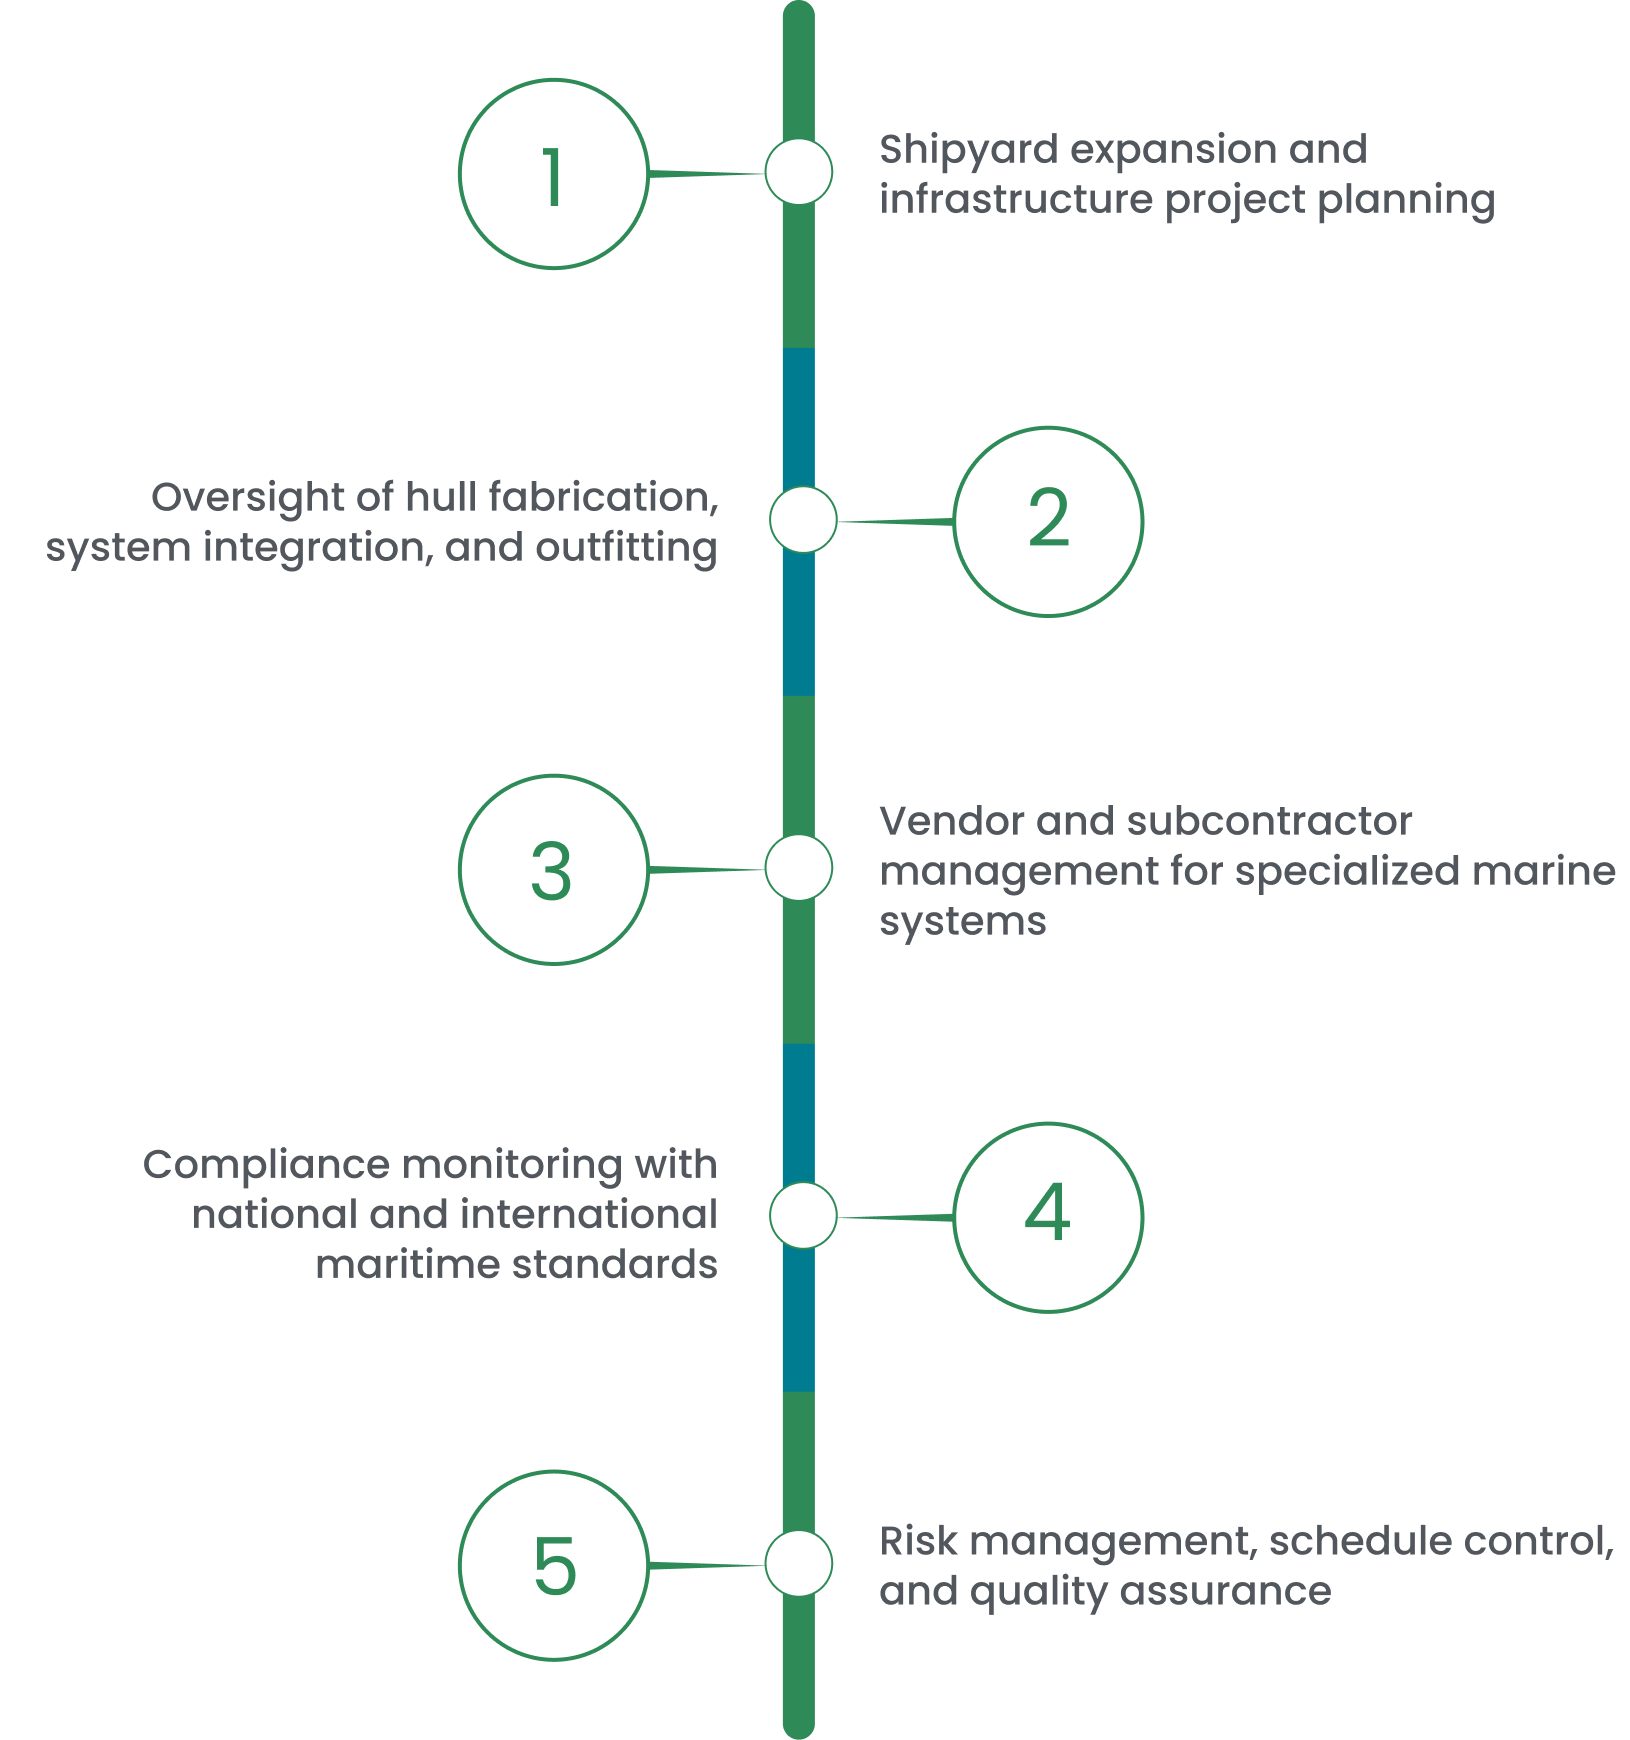 1
Shipyard expansion and
infrastructure project planning
2
Oversight of hull fabrication,
system integration, and outfitting
3
Vendor and subcontractor
management for specialized marine
systems
4
Compliance monitoring with
national and international
maritime standards
5
Risk management, schedule control,
and quality assurance